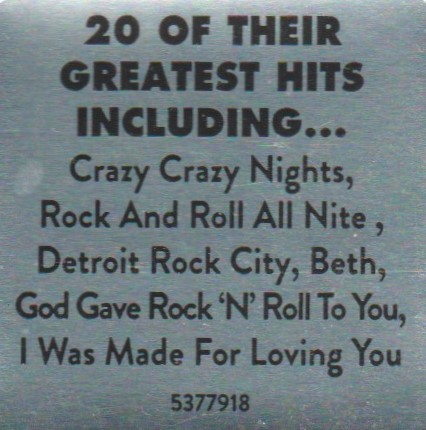 20 OF THEIR
GREATEST HITS
INCLUDING...
Crazy Crazy Nights,
Rock And Roll All Nite ,
Detroit Rock City, Beth,
God Gave Rock ‘N’ Roll To You,
I Was Made For Loving You
5377918